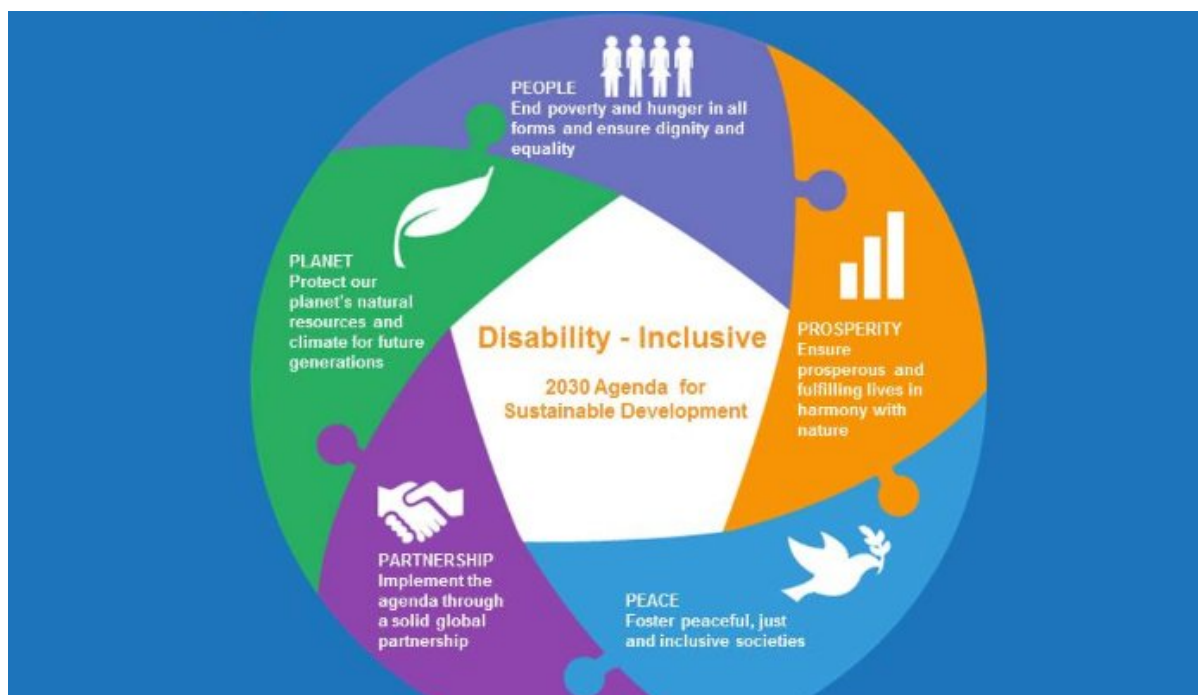 PEOPLE
End poverty and hunger in all
forms and ensure dignity and
equality
PLANET
Protect our
planet's natural
resources and
climate for future
generations
Disability - Inclusive
2030 Agenda for
Sustainable Development
PROSPERITY
Ensure
prosperous and
fulfilling lives in
harmony with
nature
PARTNERSHIP
Implement the
agenda through
a solid global
partnership
PEACE
Foster peaceful, just
and inclusive societies